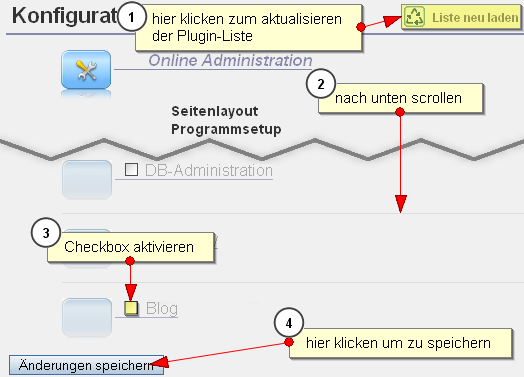 Konfigurat
1
hier klicken zum aktualisieren
der Plugin-Liste
Liste neu laden
Online Administration
2
nach unten scrollen
Seitenlayout
Programmsetup
DB-Administration
3
Checkbox aktivieren
Blog
4
hier klicken um zu speichern
Änderungen speichern